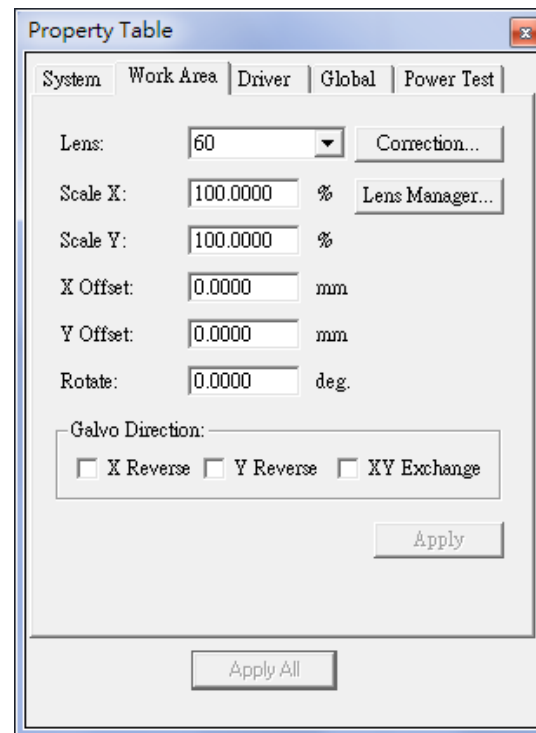 Property Table
System Work Area Driver Global Power Test
Lens: 60 Correction...
Scale X: 100.0000 % Lens Manager...
Scale Y: 100.0000 %
X Offset: 0.0000 mm
Y Offset: 0.0000 mm
Rotate: 0.0000 deg.
Galvo Direction:
X Reverse Y Reverse XY Exchange
Apply
Apply All